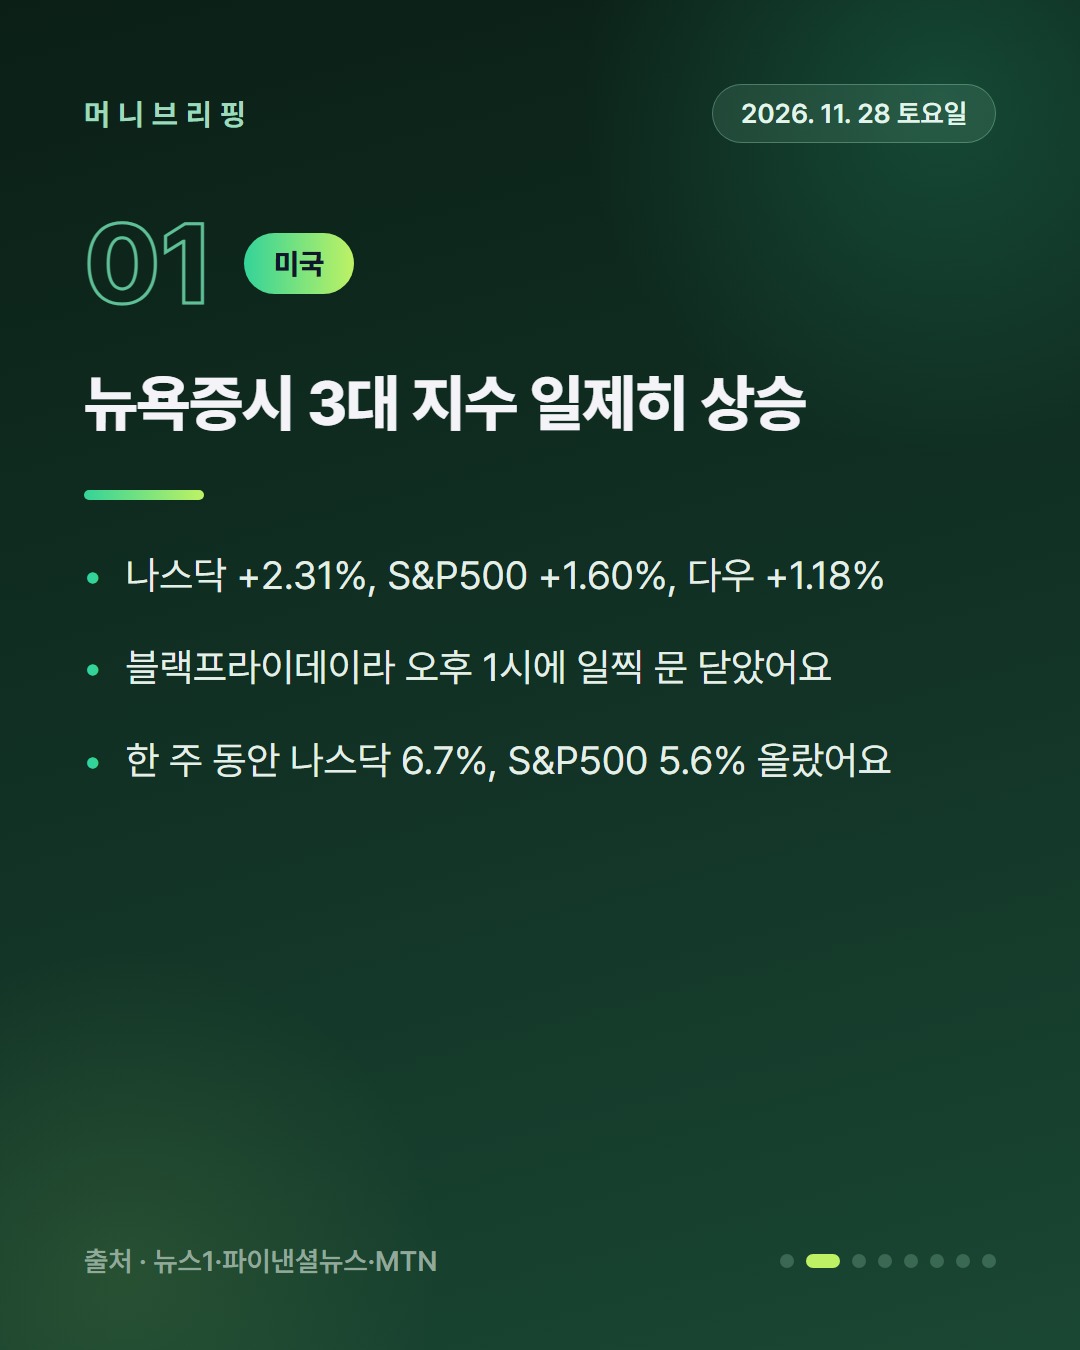 머니브리핑
2026. 11. 28 토요일
01
미국
뉴욕증시 3대 지수 일제히 상승
• 나스닥 +2.31%, S&P500 +1.60%, 다우 +1.18%
• 블랙프라이데이라 오후 1시에 일찍 문 닫았어요
• 한 주 동안 나스닥 6.7%, S&P500 5.6% 올랐어요
출처 · 뉴스1·파이낸셜뉴스·MTN